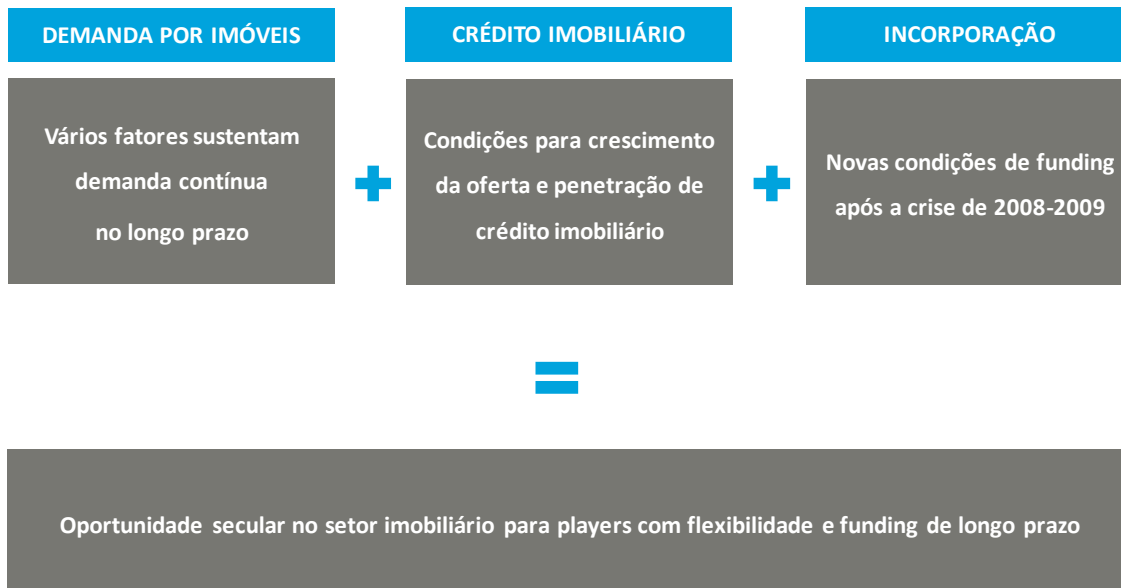 DEMANDA POR IMÓVEIS
Vários fatores sustentam
demanda contínua
no longo prazo
+
CRÉDITO IMOBILIÁRIO
Condições para crescimento
da oferta e penetração de
crédito imobiliário
+
INCORPORAÇÃO
Novas condições de funding
após a crise de 2008-2009
=
Oportunidade secular no setor imobiliário para players com flexibilidade e funding de longo prazo